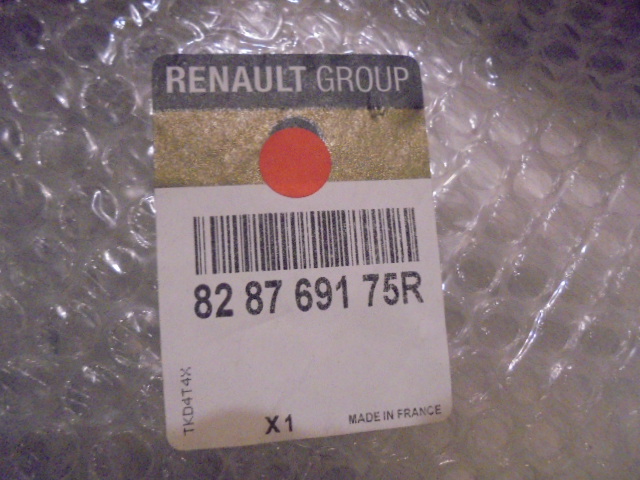 RENAULT GROUP
82 87 691 75R
TKD4T4X
X1
MADE IN FRANCE